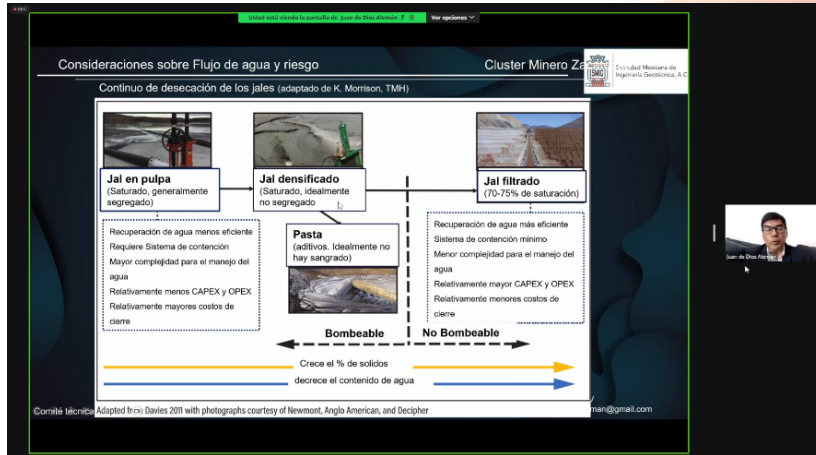 REC
Usted está viendo la pantalla de Juan de Dios Alemán
Ver opciones
Consideraciones sobre Flujo de agua y riesgo
Cluster Minero Za
SMIG
Sociedad Mexicana de
Ingeniería Geotécnica, A.C
Continuo de desecación de los jales (adaptado de K. Morrison, TMH)
Jal en pulpa
(Saturado, generalmente
segregado)
Jal densificado
(Saturado, idealmente
no segregado
Jal filtrado
(70-75% de saturación)
Pasta
(aditivos. Idealmente no
hay sangrado)
Recuperación de agua menos eficiente
Requiere Sistema de contención
Mayor complejidad para el manejo del
agua
Relativamente menos CAPEX y OPEX
Relativamente mayores costos de
cierre
Recuperación de agua más eficiente
Sistema de contención mínimo
Menor complejidad para el manejo del
agua
Relativamente mayor CAPEX y OPEX
Relativamente menores costos de
cierre
Bombeable
No Bombeable
Crece el % de solidos
decrece el contenido de agua
Comité técnica
Adapted from Davies 2011 with photographs courtesy of Newmont, Anglo American, and Decipher
man@gmail.com
Juan de Dios Alemán